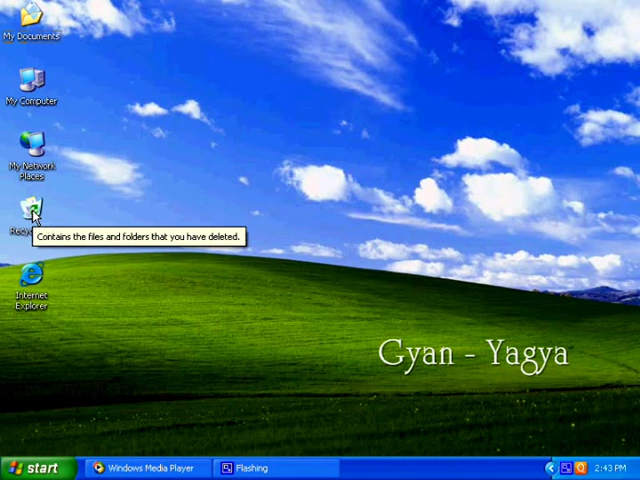 My Documents
My Computer
My Network
Places
Contains the files and folders that you have deleted.
Internet
Explorer
Gyan - Yagya
start
Windows Media Player
Flashing
2:43 PM